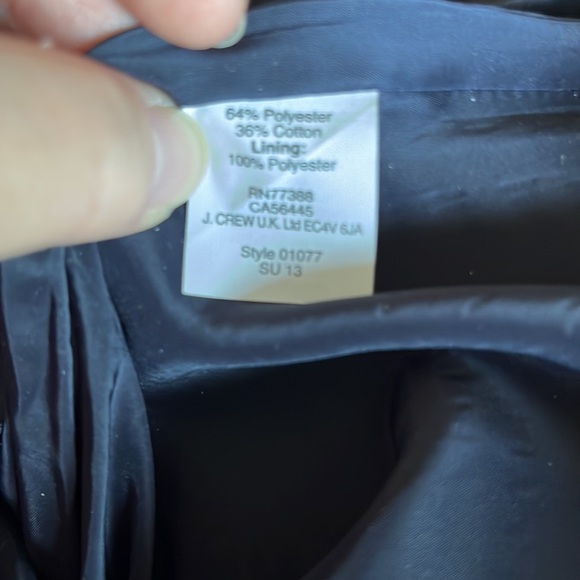 64% Polyester
36% Cotton
Lining:
100% Polyester
RN77388
CA56445
J. CREW U.K. Ltd EC4V 6JA
Style 01077
SU 13